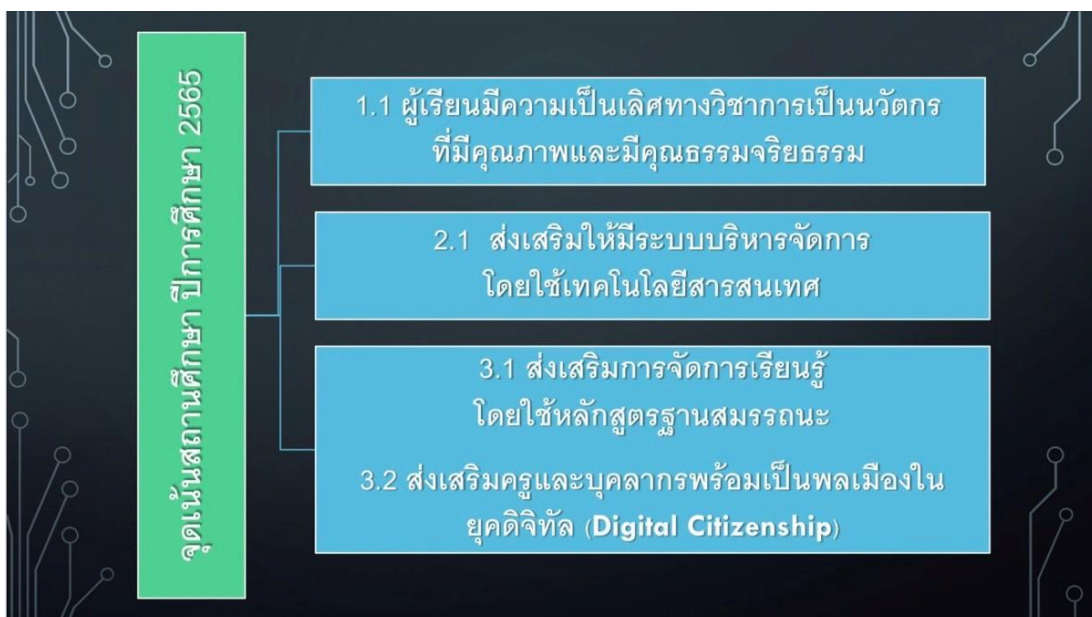 จุดเน้นสถานศึกษา ปีการศึกษา 2565
1.1 ผู้เรียนมีความเป็นเลิศทางวิชาการเป็นนวัตกร
ที่มีคุณภาพและมีคุณธรรมจริยธรรม
2.1 ส่งเสริมให้มีระบบบริหารจัดการ
โดยใช้เทคโนโลยีสารสนเทศ
3.1 ส่งเสริมการจัดการเรียนรู้
โดยใช้หลักสูตรฐานสมรรถนะ
3.2 ส่งเสริมครูและบุคลากรพร้อมเป็นพลเมืองใน
ยุคดิจิทัล (Digital Citizenship)